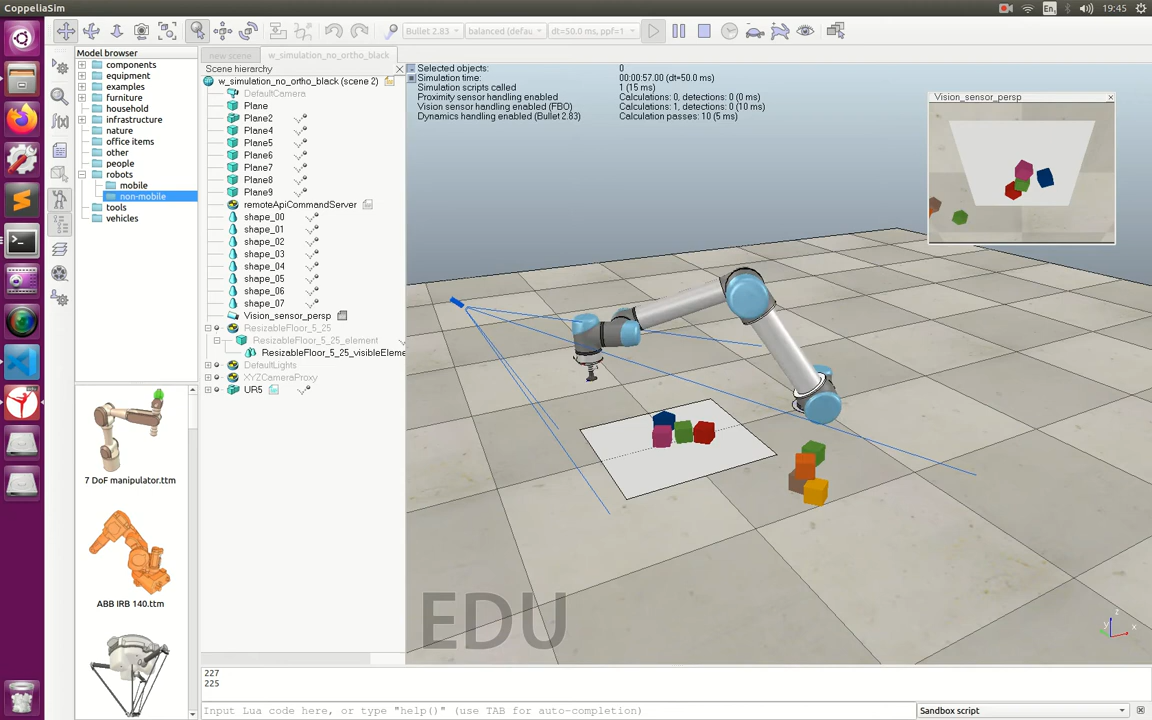 CoppeliaSim
En
19:45
Bullet 2.83
balanced (defau
dt=50.0 ms, ppf=1
Model browser
components
equipment
examples
furniture
household
infrastructure
nature
office items
other
people
robots
mobile
non-mobile
tools
vehicles
7 DoF manipulator.ttm
ABB IRB 140.ttm
new scene
w_simulation_no_ortho_black
Scene hierarchy
w_simulation_no_ortho_black (scene 2)
DefaultCamera
Plane
Plane2
Plane4
Plane5
Plane6
Plane7
Plane8
Plane9
remoteApiCommandServer
shape_00
shape_01
shape_02
shape_03
shape_04
shape_05
shape_06
shape_07
Vision_sensor_persp
ResizableFloor_5_25
ResizableFloor_5_25_element
ResizableFloor_5_25_visibleEleme
DefaultLights
XYZCameraProxy
UR5
Selected objects: 0
Simulation time: 00:00:57.00 (dt=50.0 ms)
Simulation scripts called 1 (15 ms)
Proximity sensor handling enabled Calculations: 0, detections: 0 (0 ms)
Vision sensor handling enabled (FBO) Calculations: 1, detections: 0 (10 ms)
Dynamics handling enabled (Bullet 2.83) Calculation passes: 10 (5 ms)
Vision_sensor_persp
EDU
z
y
x
227
225
Input Lua code here, or type "help()" (use TAB for auto-completion)
Sandbox script